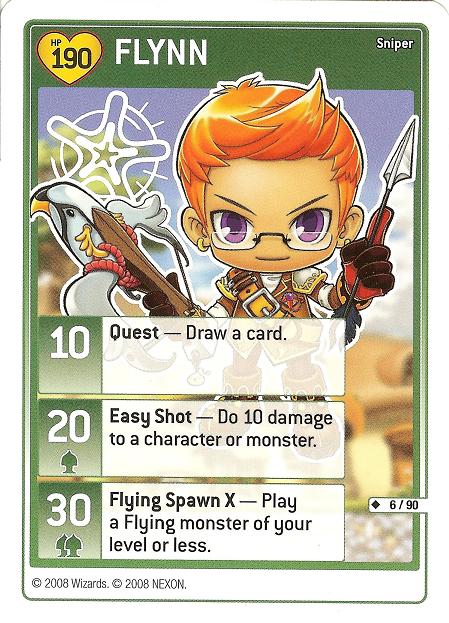 HP
190
FLYNN
Sniper
10
Quest — Draw a card.
20
Easy Shot — Do 10 damage
to a character or monster.
30
Flying Spawn X — Play
a Flying monster of your
level or less.
◆ 6 / 90
© 2008 Wizards. © 2008 NEXON.